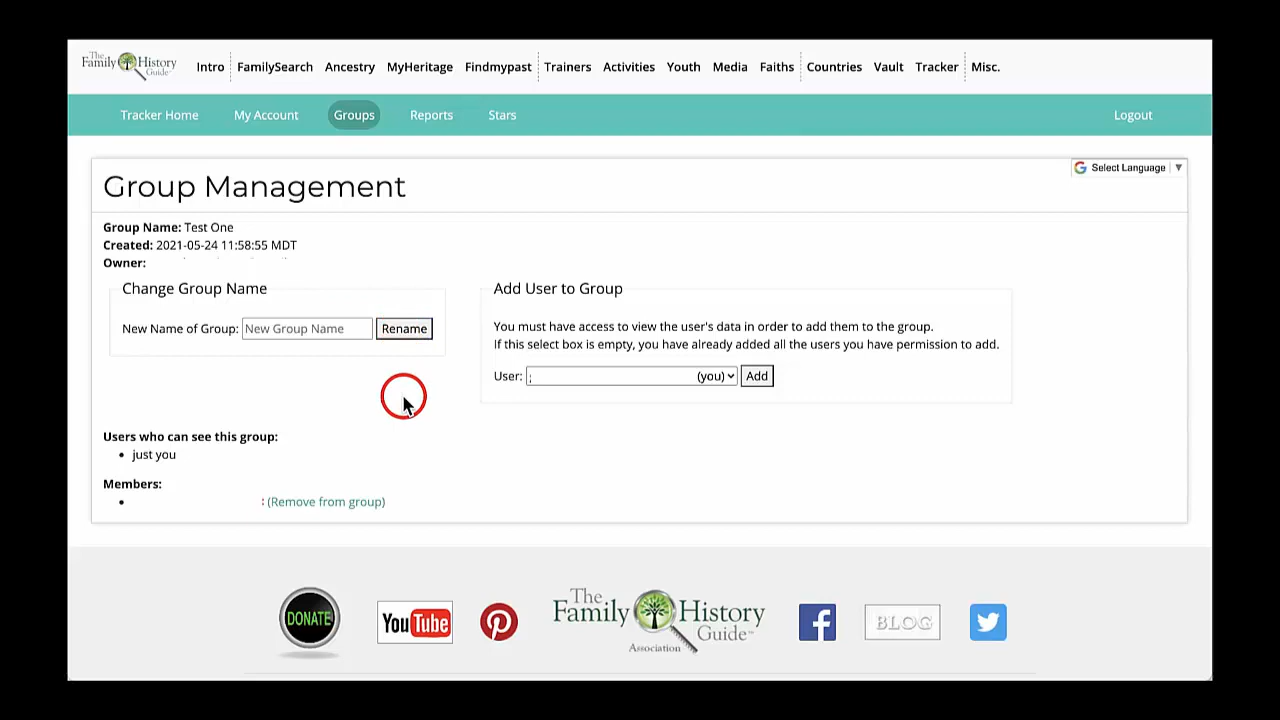 The Family History Guide
Intro FamilySearch Ancestry MyHeritage Findmypast Trainers Activities Youth Media Faiths Countries Vault Tracker Misc.
Tracker Home My Account Groups Reports Stars Logout
Select Language ▼
Group Management
Group Name: Test One
Created: 2021-05-24 11:58:55 MDT
Owner:
Change Group Name
New Name of Group: New Group Name Rename
Add User to Group
You must have access to view the user's data in order to add them to the group.
If this select box is empty, you have already added all the users you have permission to add.
User: (you) Add
Users who can see this group:
• just you
Members:
• (Remove from group)
DONATE
YouTube
The Family History Guide™
Association
BLOG